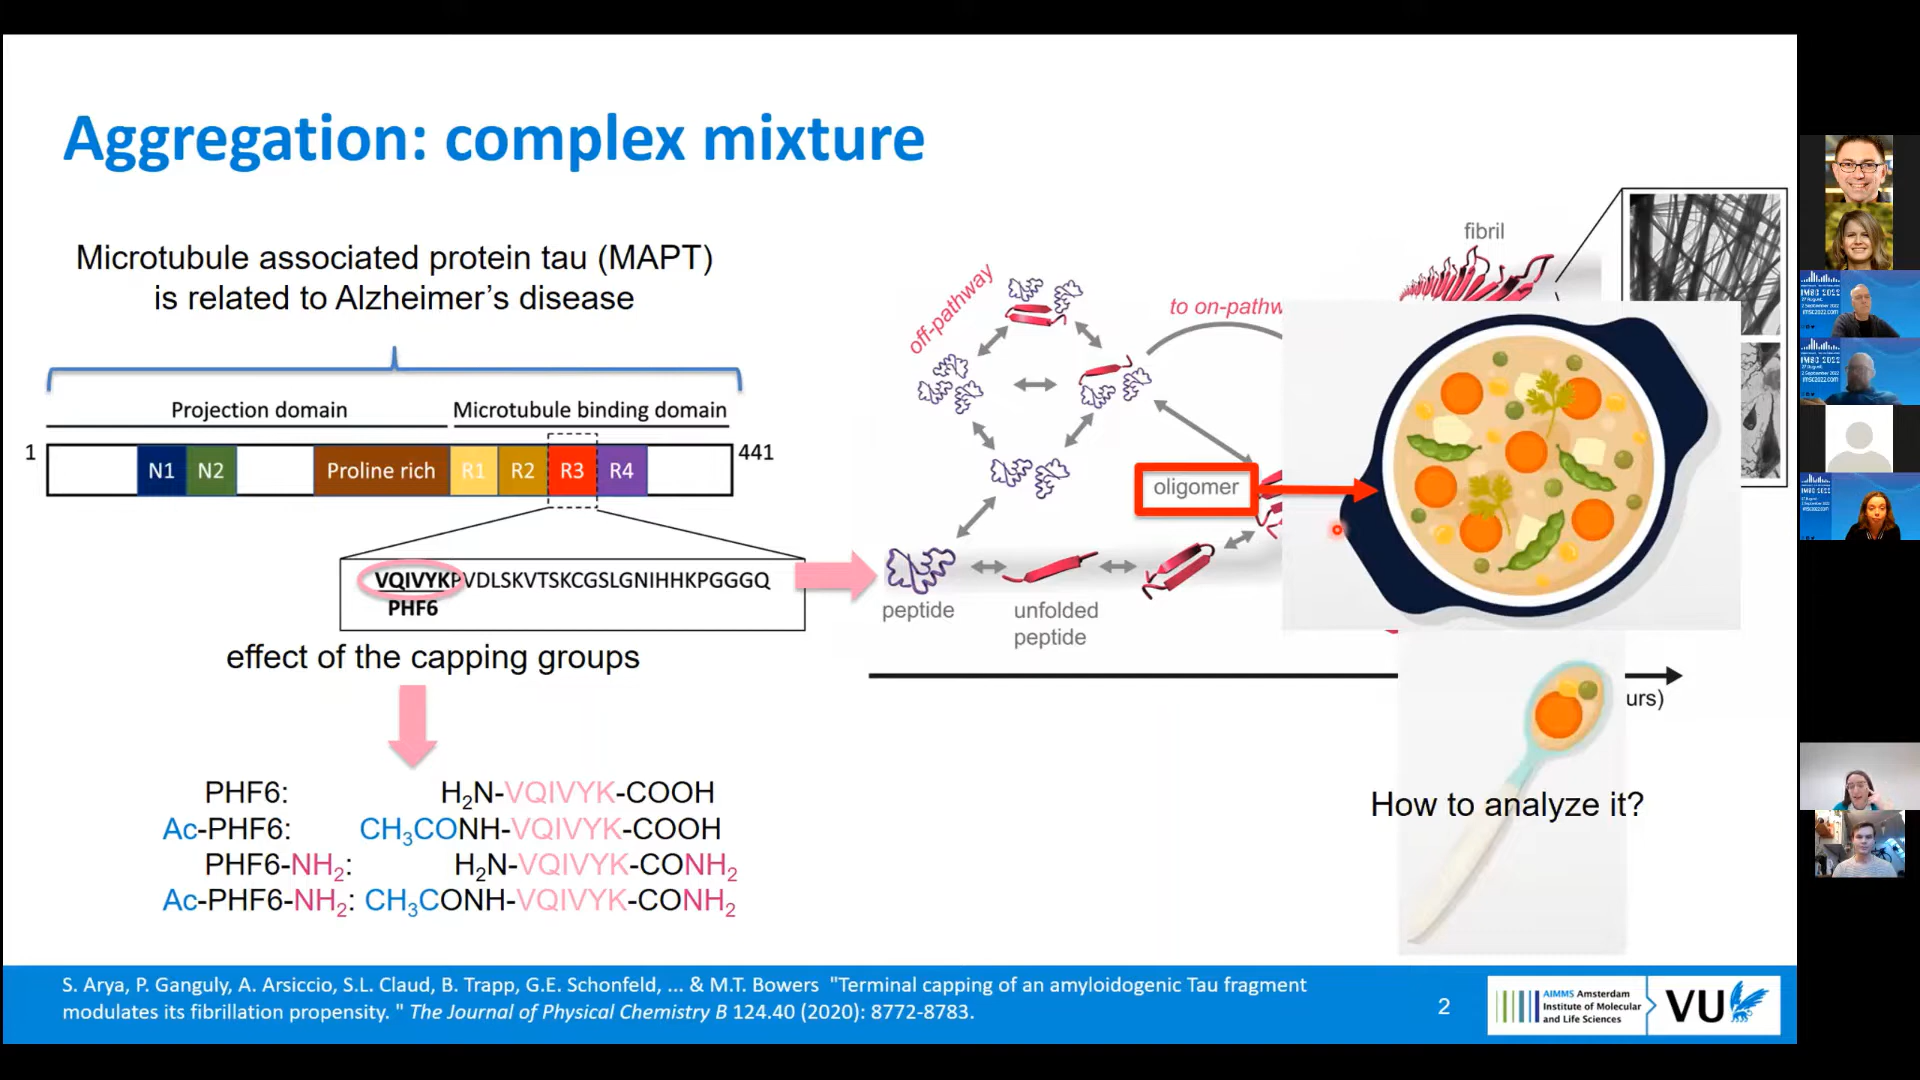 Aggregation: complex mixture
Microtubule associated protein tau (MAPT)
is related to Alzheimer's disease
Projection domain
Microtubule binding domain
1
N1
N2
Proline rich
R1
R2
R3
R4
441
VQIVYKPVDLSKVTSKCGSLGNIHHKPGGGQ
PHF6
effect of the capping groups
PHF6: H2N-VQIVYK-COOH
Ac-PHF6: CH3CONH-VQIVYK-COOH
PHF6-NH2: H2N-VQIVYK-CONH2
Ac-PHF6-NH2: CH3CONH-VQIVYK-CONH2
off-pathway
to on-pathw
fibril
oligomer
peptide
unfolded
peptide
urs)
How to analyze it?
S. Arya, P. Ganguly, A. Arsiccio, S.L. Claud, B. Trapp, G.E. Schonfeld, ... & M.T. Bowers "Terminal capping of an amyloidogenic Tau fragment
modulates its fibrillation propensity. " The Journal of Physical Chemistry B 124.40 (2020): 8772-8783.
2
AIMMS Amsterdam
Institute of Molecular
and Life Sciences
VU
IMSC 2022
IMSC 2022